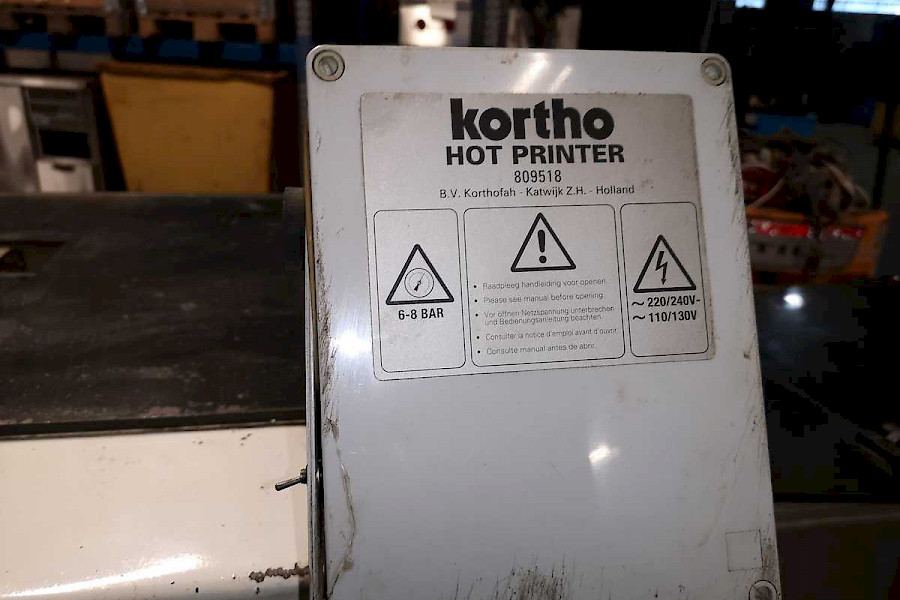 kortho
HOT PRINTER
809518
B.V. Korthofah - Katwijk Z.H. - Holland
6-8 BAR
• Raadpleeg handleiding voor openen.
• Please see manual before opening.
• Vor öffnen Netzspannung unterbrechen
und Bedienungsanleitung beachten.
• Consulter la notice d'emploi avant d'ouvrir.
• Consulte manual antes de abrir.
~ 220/240V-
~ 110/130V